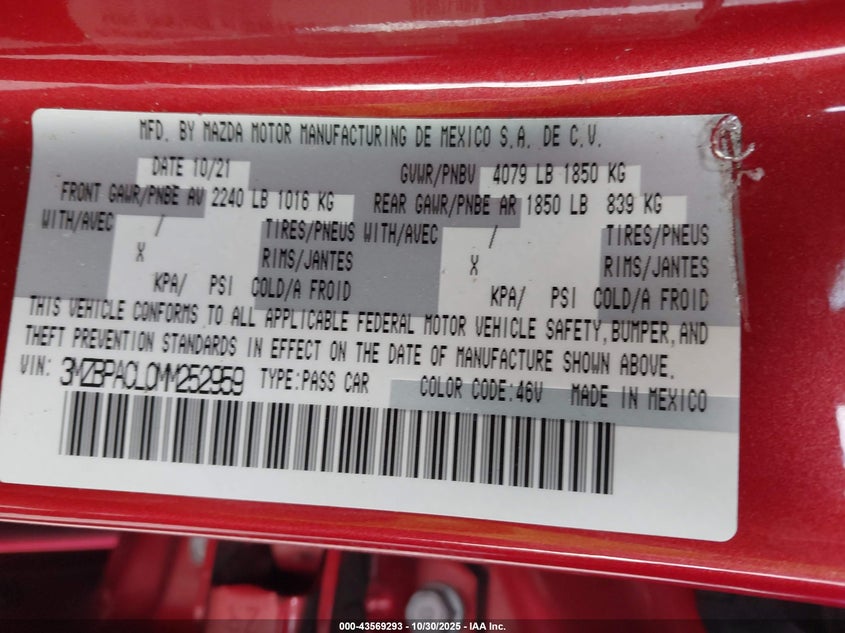 MFD. BY MAZDA MOTOR MANUFACTURING DE MEXICO S.A. DE C.V.
DATE 10/21 GVWR/PNBV 4079 LB 1850 KG
FRONT GAWR/PNBE AV 2240 LB 1016 KG REAR GAWR/PNBE AR 1850 LB 839 KG
WITH/AVEC / TIRES/PNEUS WITH/AVEC / TIRES/PNEUS
X RIMS/JANTES X RIMS/JANTES
KPA/ PSI COLD/A FROID KPA/ PSI COLD/A FROID
THIS VEHICLE CONFORMS TO ALL APPLICABLE FEDERAL MOTOR VEHICLE SAFETY, BUMPER, AND
THEFT PREVENTION STANDARDS IN EFFECT ON THE DATE OF MANUFACTURE SHOWN ABOVE.
VIN: 3MZBPACL0MM252959 TYPE:PASS CAR COLOR CODE:46V MADE IN MEXICO
000-43569293 - 10/30/2025 - IAA Inc.